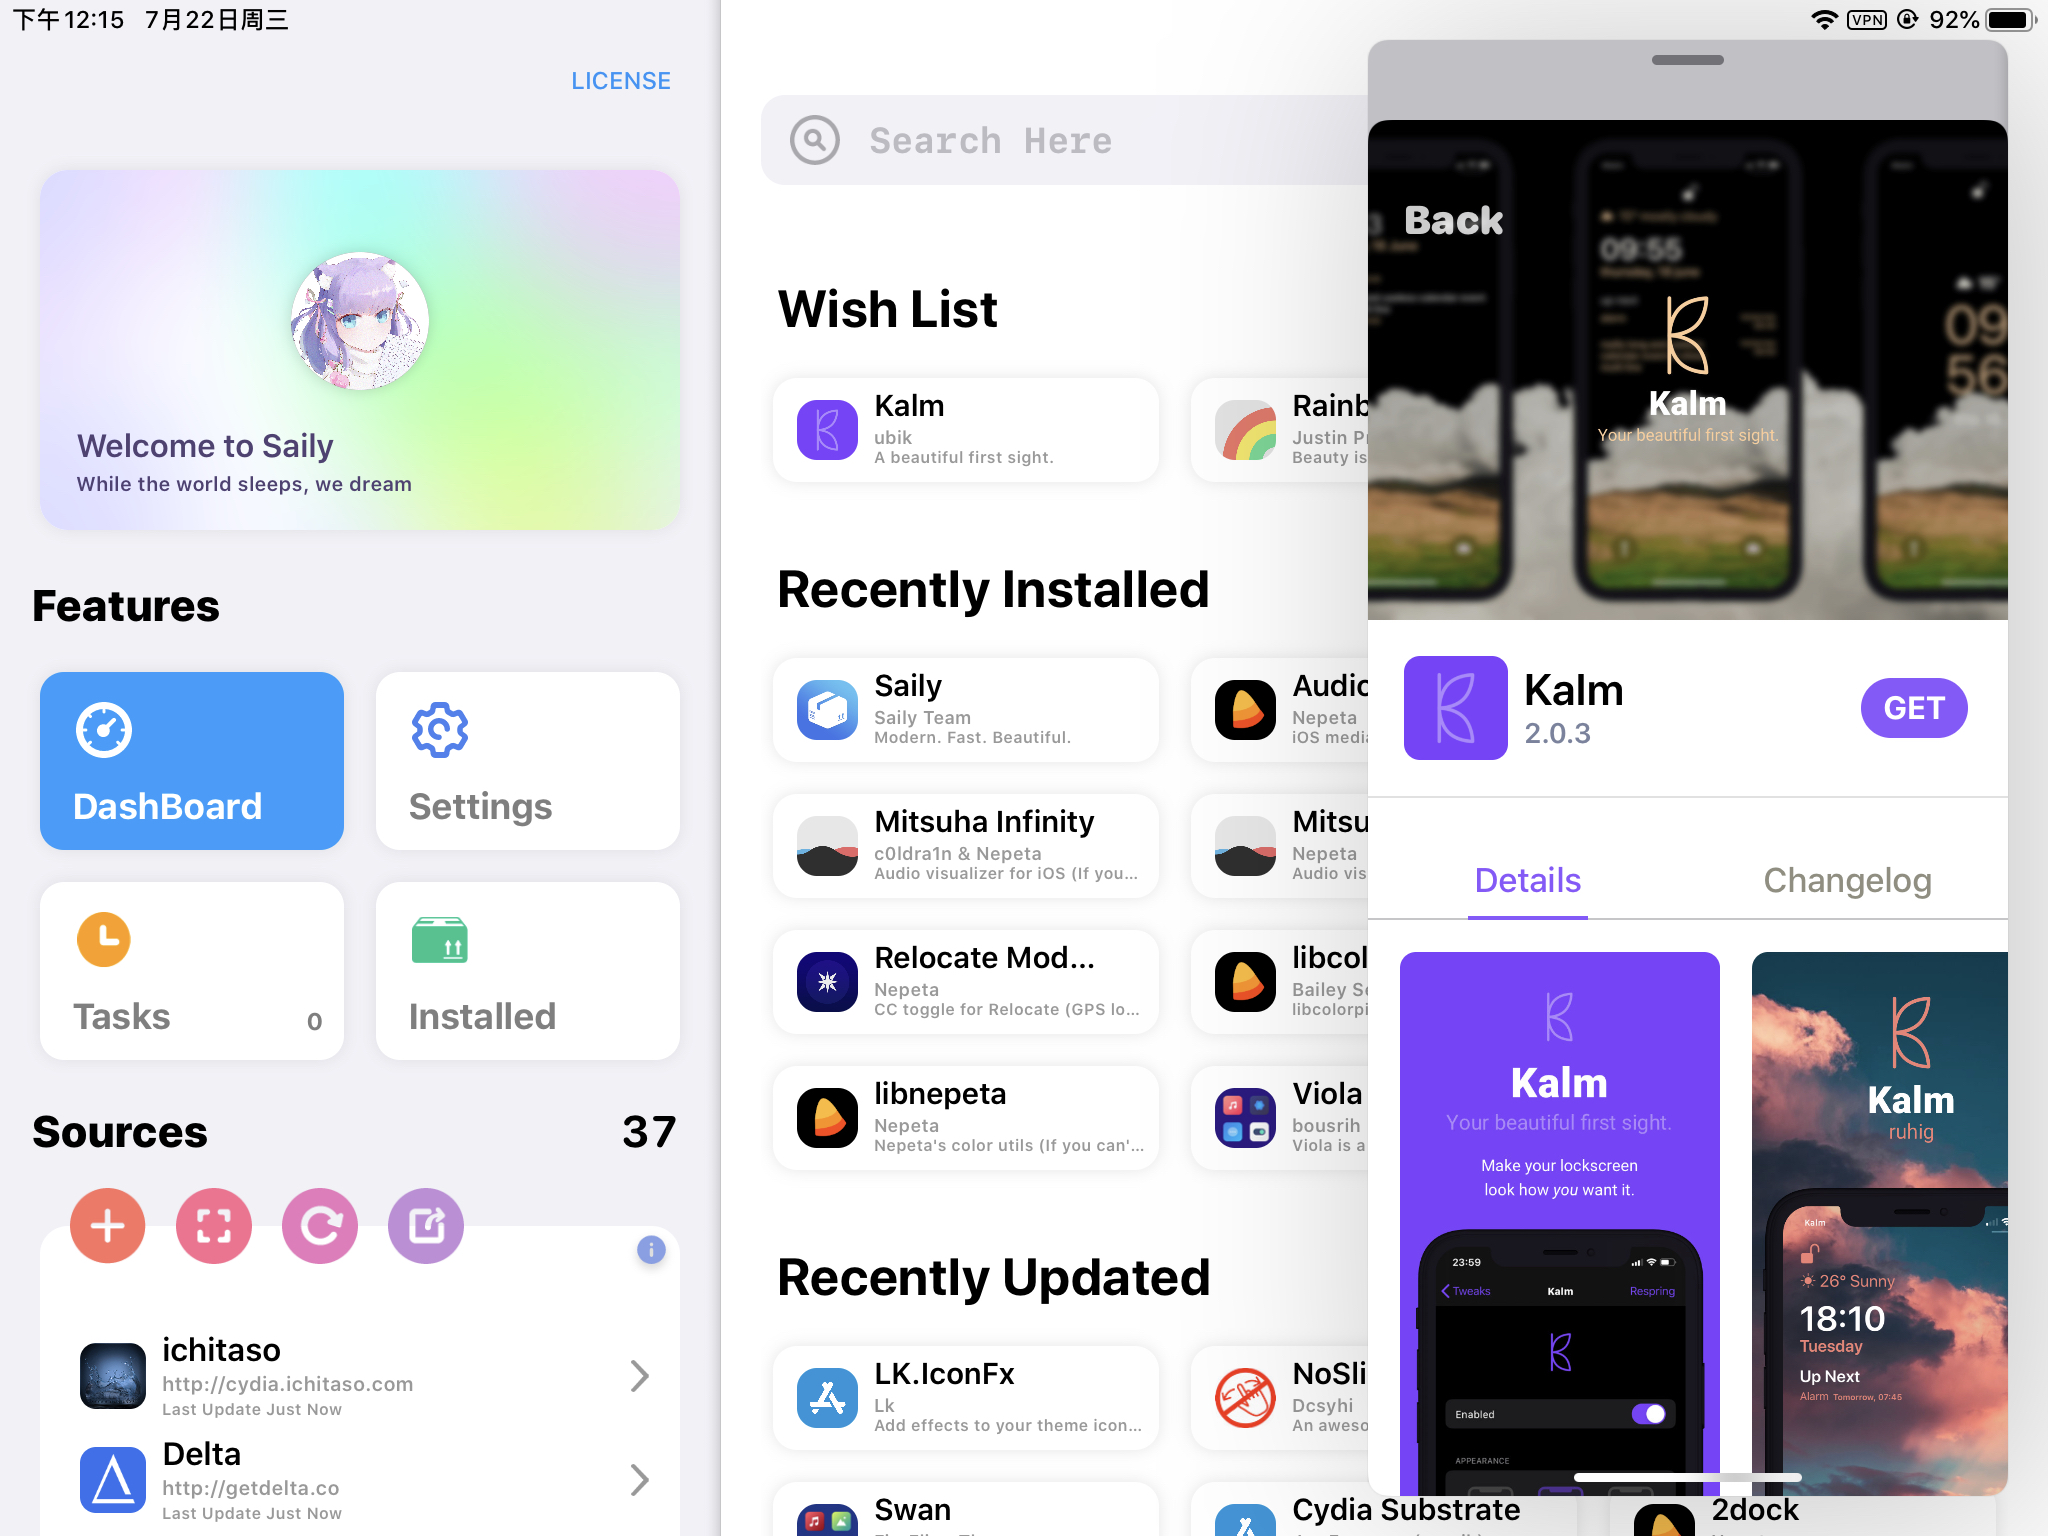 下午12:15 7月22日周三
VPN 92%
LICENSE
Welcome to Saily
While the world sleeps, we dream
Features
DashBoard
Settings
Tasks 0
Installed
Sources 37
ichitaso
http://cydia.ichitaso.com
Last Update Just Now
Delta
http://getdelta.co
Last Update Just Now
Search Here
Wish List
Kalm
ubik
A beautiful first sight.
Justin
Beauty is
Recently Installed
Saily
Saily Team
Modern. Fast. Beautiful.
Nepeta
iOS
Mitsuha Infinity
c0ldra1n & Nepeta
Audio visualizer for iOS (If you...
Nepeta
Audio
Relocate Mod...
Nepeta
CC toggle for Relocate (GPS lo...
Bailey
libnepeta
Nepeta
Nepeta's color utils (If you can'...
Viola
bousrih
Viola is a
Recently Updated
LK.IconFx
Lk
Add effects to your theme icon...
Dcsyhi
An
Swan
Cydia Substrate
2dock
Back
09:55
Kalm
Your beautiful first sight.
09
56
Kalm
2.0.3
GET
Details
Changelog
Kalm
Your beautiful first sight.
Make your lockscreen
look how you want it.
23:59
Tweaks Kalm Respring
Enabled
APPEARANCE
Kalm
ruhig
Kalm
26° Sunny
18:10
Tuesday
Up Next
Alarm Tomorrow, 07:45